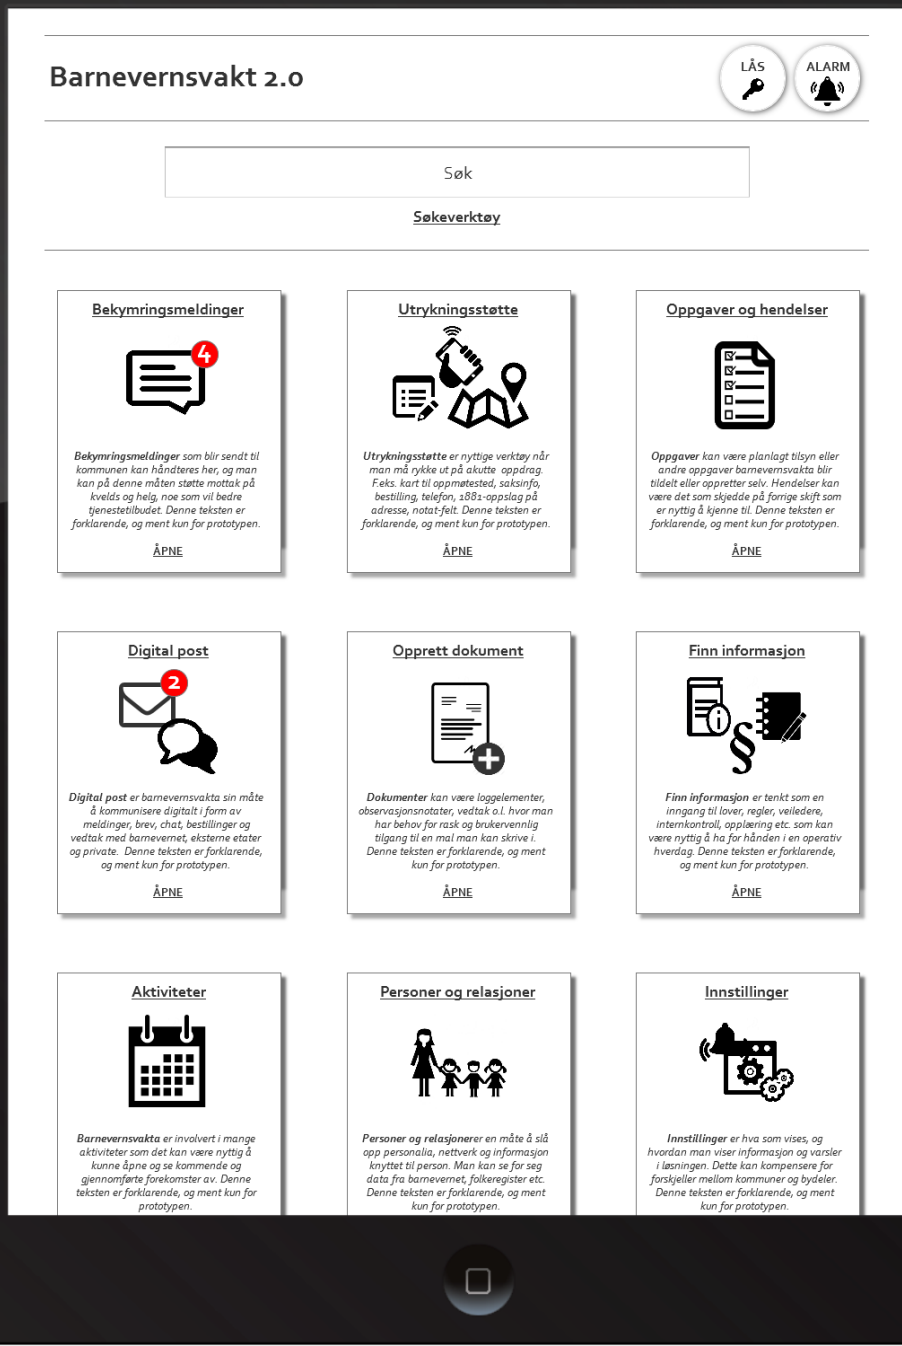 Barnevernsvakt 2.0
LÅS
ALARM
Søk
Søkeverktøy
Bekymringsmeldinger
4
Bekymringsmeldinger som blir sendt til
kommunen kan håndteres her, og man
kan på denne måten støtte mottak på
kvelds og helg, noe som vil bedre
tjenestetilbudet. Denne teksten er
forklarende, og ment kun for prototypen.
ÅPNE
Utrykningsstøtte
Utrykningsstøtte er nyttige verktøy når
man må rykke ut på akutte oppdrag.
F.eks. kart til oppmøtested, saksinfo,
bestilling, telefon, 1881-oppslag på
adresse, notat-felt. Denne teksten er
forklarende, og ment kun for prototypen.
ÅPNE
Oppgaver og hendelser
Oppgaver kan være planlagt tilsyn eller
andre oppgaver barnevernsvakta blir
tildelt eller oppretter selv. Hendelser kan
være det som skjedde på forrige skift som
er nyttig å kjenne til. Denne teksten er
forklarende, og ment kun for prototypen.
ÅPNE
Digital post
2
Digital post er barnevernsvakta sin måte
å kommunisere digitalt i form av
meldinger, brev, chat, bestillinger og
vedtak med barnevernet, eksterne etater
og private. Denne teksten er forklarende,
og ment kun for prototypen.
ÅPNE
Opprett dokument
Dokumenter kan være loggelementer,
observasjonsnotater, vedtak o.l. hvor man
har behov for rask og brukervennlig
tilgang til en mal man kan skrive i.
Denne teksten er forklarende, og ment
kun for prototypen.
ÅPNE
Finn informasjon
§
Finn informasjon er tenkt som en
inngang til lover, regler, veiledere,
internkontroll, opplæring etc. som kan
være nyttig å ha for hånden i en operativ
hverdag. Denne teksten er forklarende,
og ment kun for prototypen.
ÅPNE
Aktiviteter
Barnevernsvakta er involvert i mange
aktiviteter som det kan være nyttig å
kunne åpne og se kommende og
gjennomførte forekomster av. Denne
teksten er forklarende, og ment kun for
prototypen.
Personer og relasjoner
Personer og relasjonerer en måte å slå
opp personalia, nettverk og informasjon
knyttet til person. Man kan se for seg
data fra barnevernet, folkeregister etc.
Denne teksten er forklarende, og ment
kun for prototypen.
Innstillinger
Innstillinger er hva som vises, og
hvordan man viser informasjon og varsler
i løsningen. Dette kan kompensere for
forskjeller mellom kommuner og bydeler.
Denne teksten er forklarende, og ment
kun for prototypen.